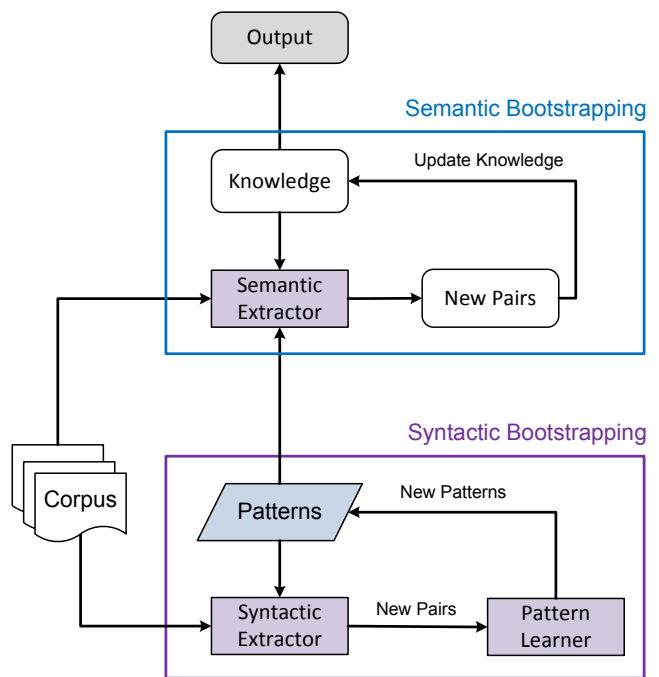 Output
Semantic Bootstrapping
Update Knowledge
Knowledge
Semantic
Extractor
New Pairs
Syntactic Bootstrapping
Corpus
Patterns
New Patterns
Syntactic
Extractor
New Pairs
Pattern
Learner